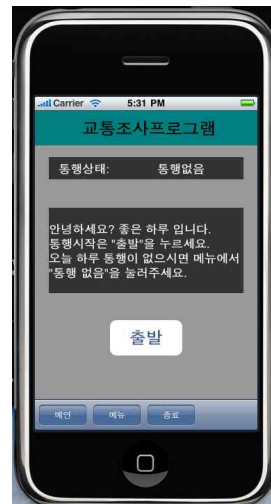 Carrier 5:31 PM
교통조사프로그램
통행상태: 통행없음
안녕하세요? 좋은 하루 입니다.
통행시작은 "출발"을 누르세요.
오늘 하루 통행이 없으시면 메뉴에서
"통행 없음"을 눌러주세요.
출발
메인 메뉴 종료